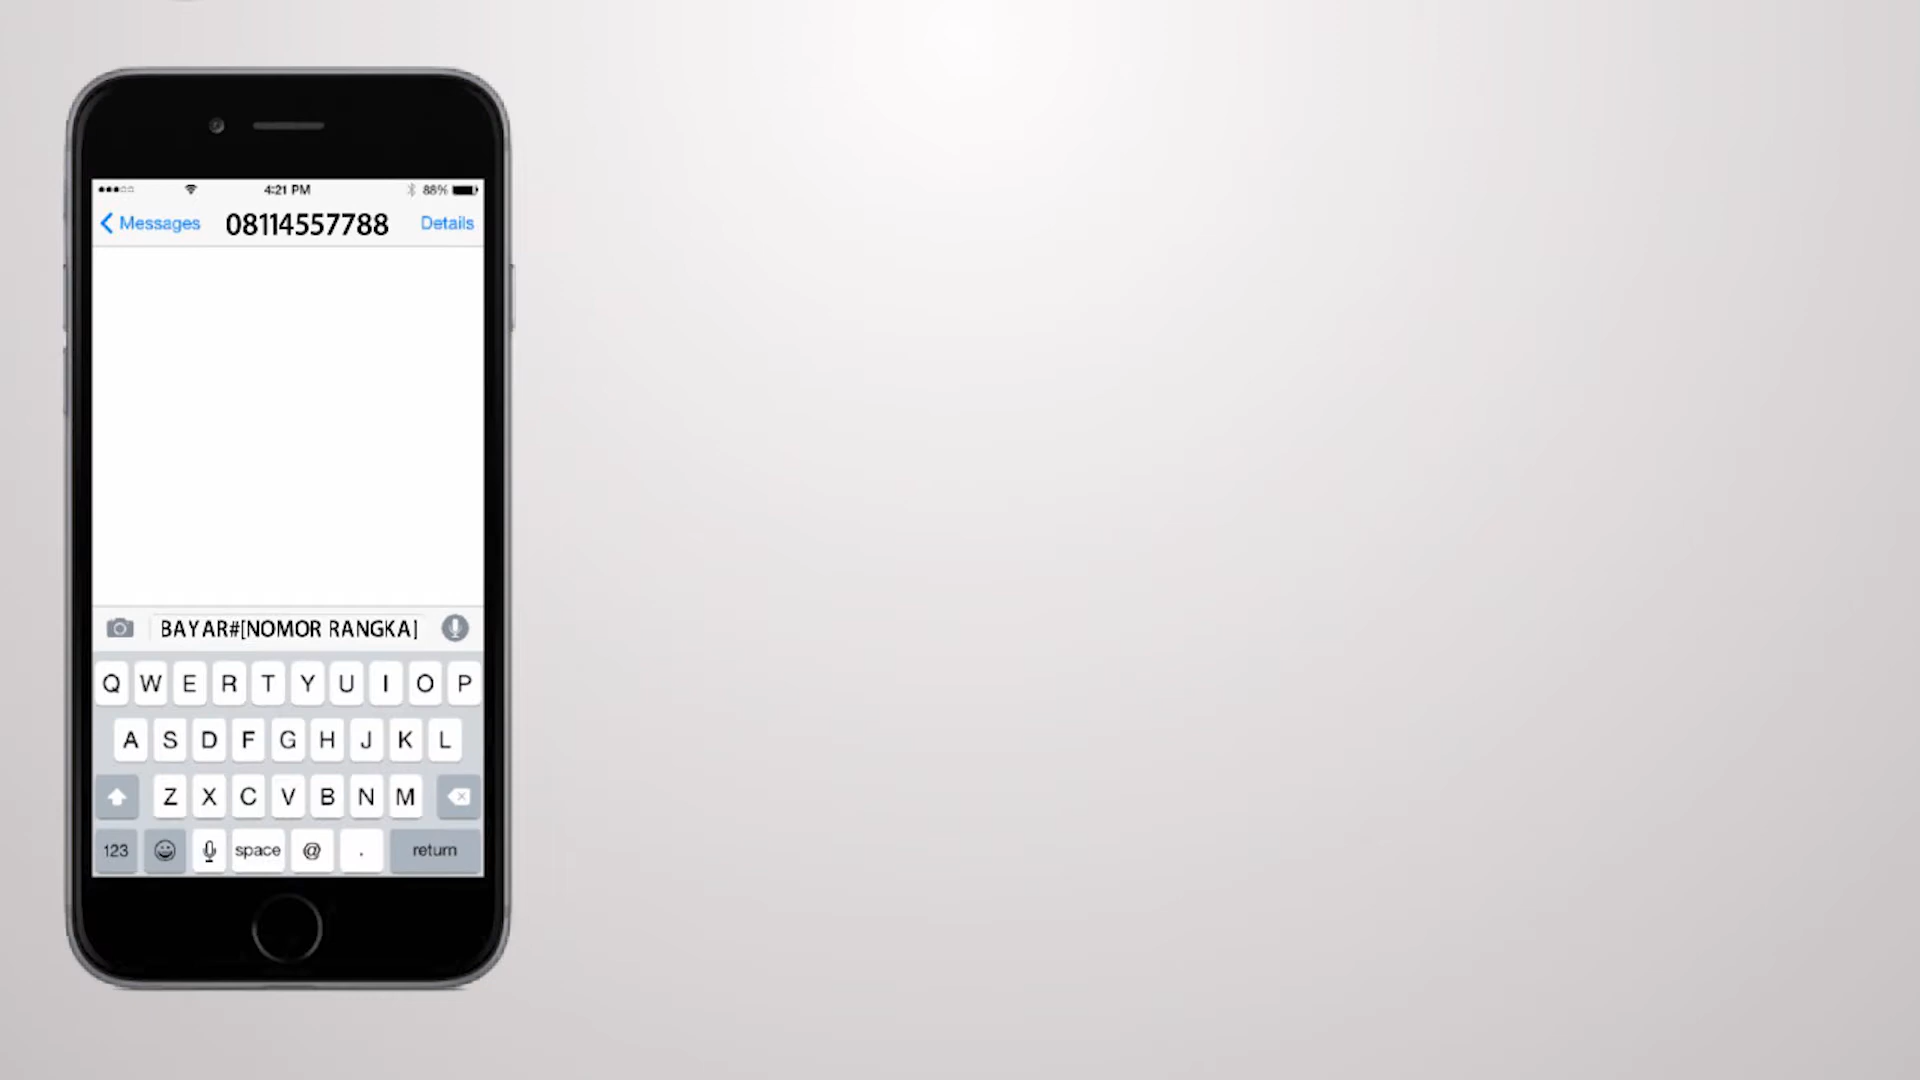 4:21 PM 88%
Messages 08114557788 Details
BAYAR#[NOMOR RANGKA]
Q W E R T Y U I O P
A S D F G H J K L
Z X C V B N M
123 space @ . return